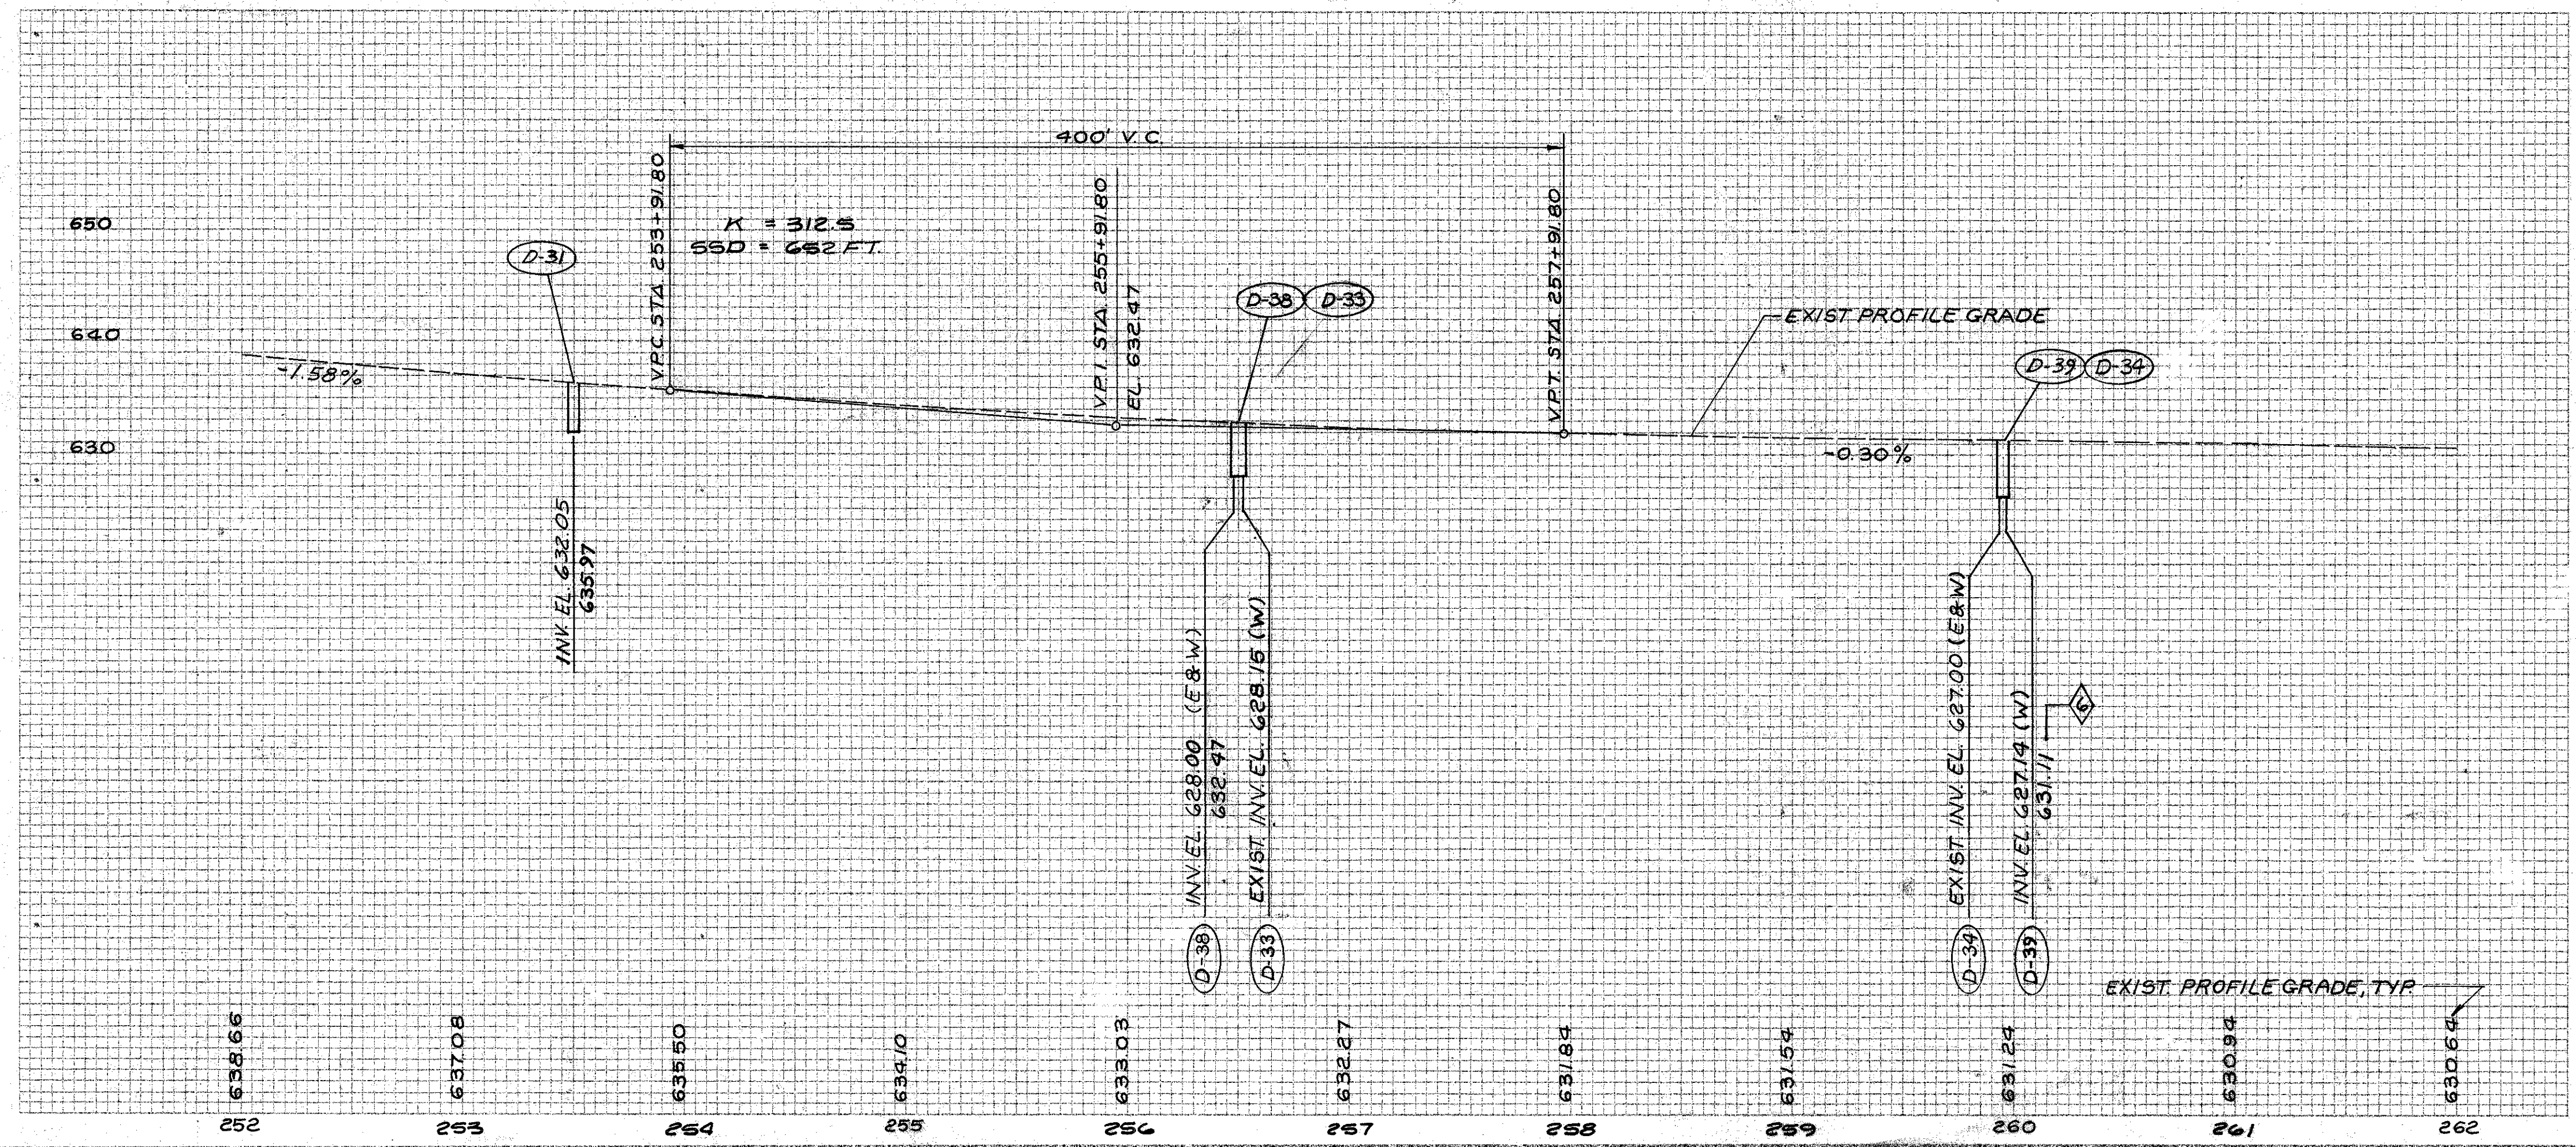 400' V.C.
V.P.C. STA. 253+91.80
K = 312.5
SSD = 652 FT.
V.P.I. STA. 255+91.80
EL. 632.47
V.P.T. STA. 257+91.80
650
640
630
D-31
D-38 D-33
EXIST PROFILE GRADE
D-39 D-34
-1.58%
-0.30%
INV. EL. 632.05
635.97
INV. EL. 628.00 (E&W)
632.47
EXIST. INV. EL. 628.15 (W)
EXIST. INV. EL. 627.00 (E&W)
INV. EL. 627.14 (W)
631.11
6
D-38
D-33
D-34
D-39
EXIST. PROFILE GRADE, TYP.
638.66
637.08
635.50
634.10
633.03
632.27
631.84
631.54
631.24
630.94
630.64
252 253 254 255 256 257 258 259 260 261 262